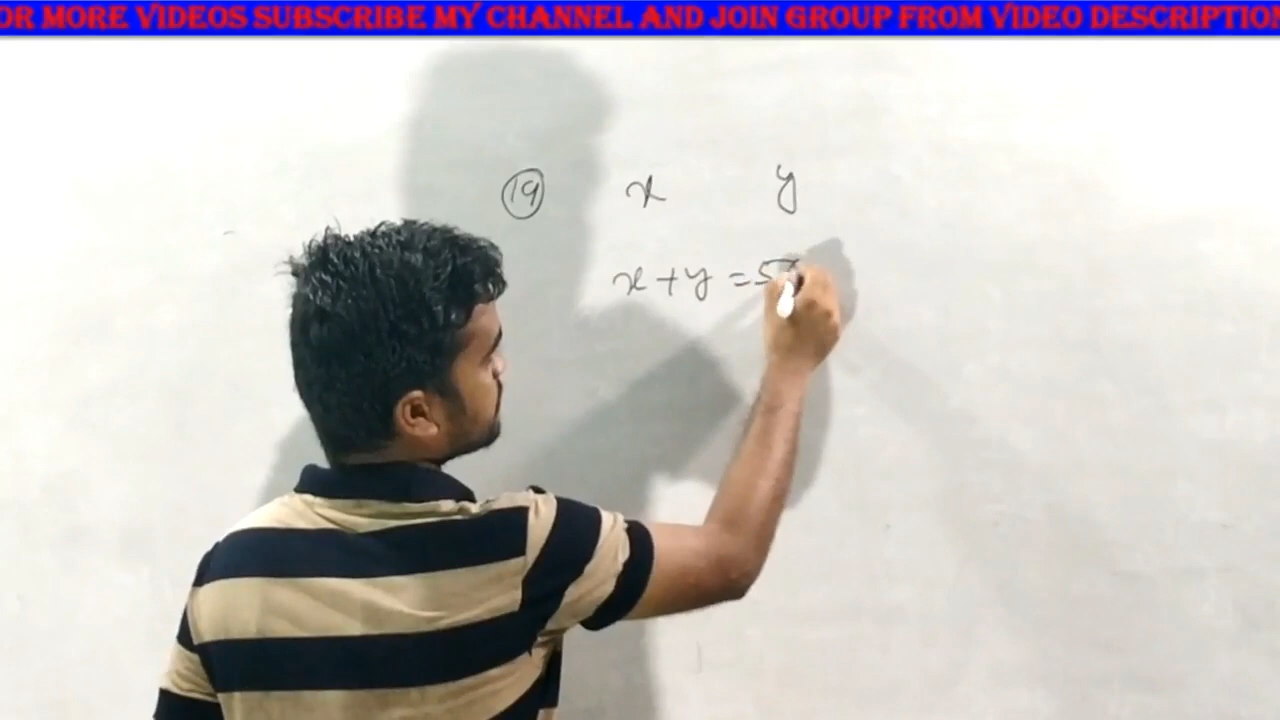 OR MORE VIDEOS SUBSCRIBE MY CHANNEL AND JOIN GROUP FROM VIDEO DESCRIPTION
19 x y
x+y =5